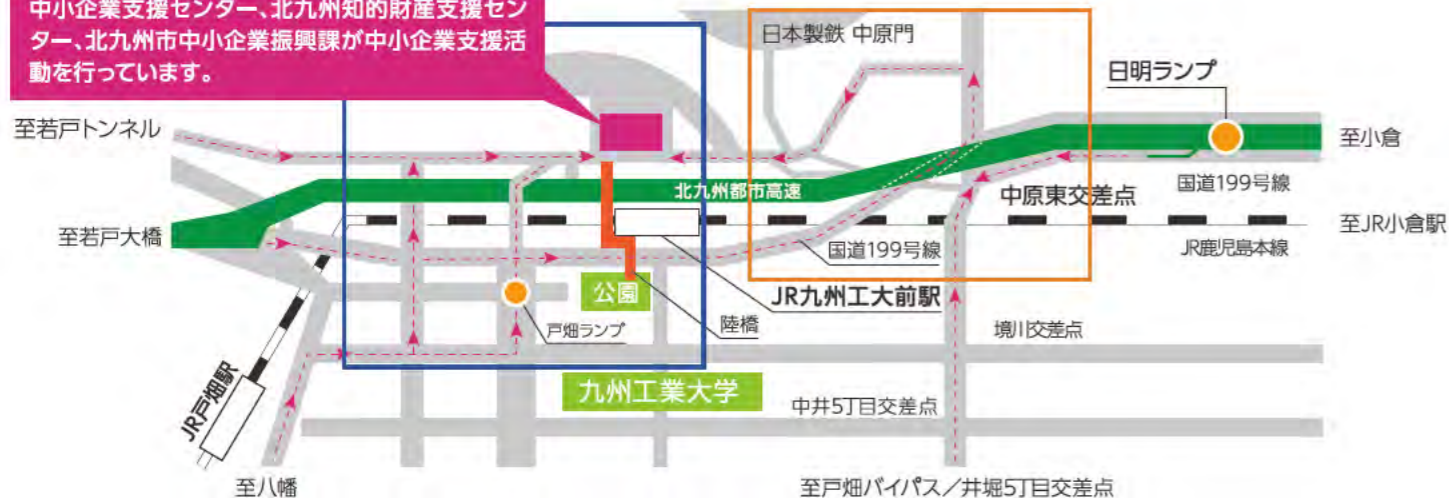 中小企業支援センター、北九州知的財産支援セン
ター、北九州市中小企業振興課が中小企業支援活
動を行っています。
日本製鉄 中原門
日明ランプ
至若戸トンネル
至小倉
北九州都市高速
国道199号線
中原東交差点
至若戸大橋
至JR小倉駅
国道199号線
JR鹿児島本線
公園
JR九州工大前駅
戸畑ランプ
陸橋
境川交差点
九州工業大学
JR戸畑駅
中井5丁目交差点
至八幡
至戸畑バイパス/井堀5丁目交差点